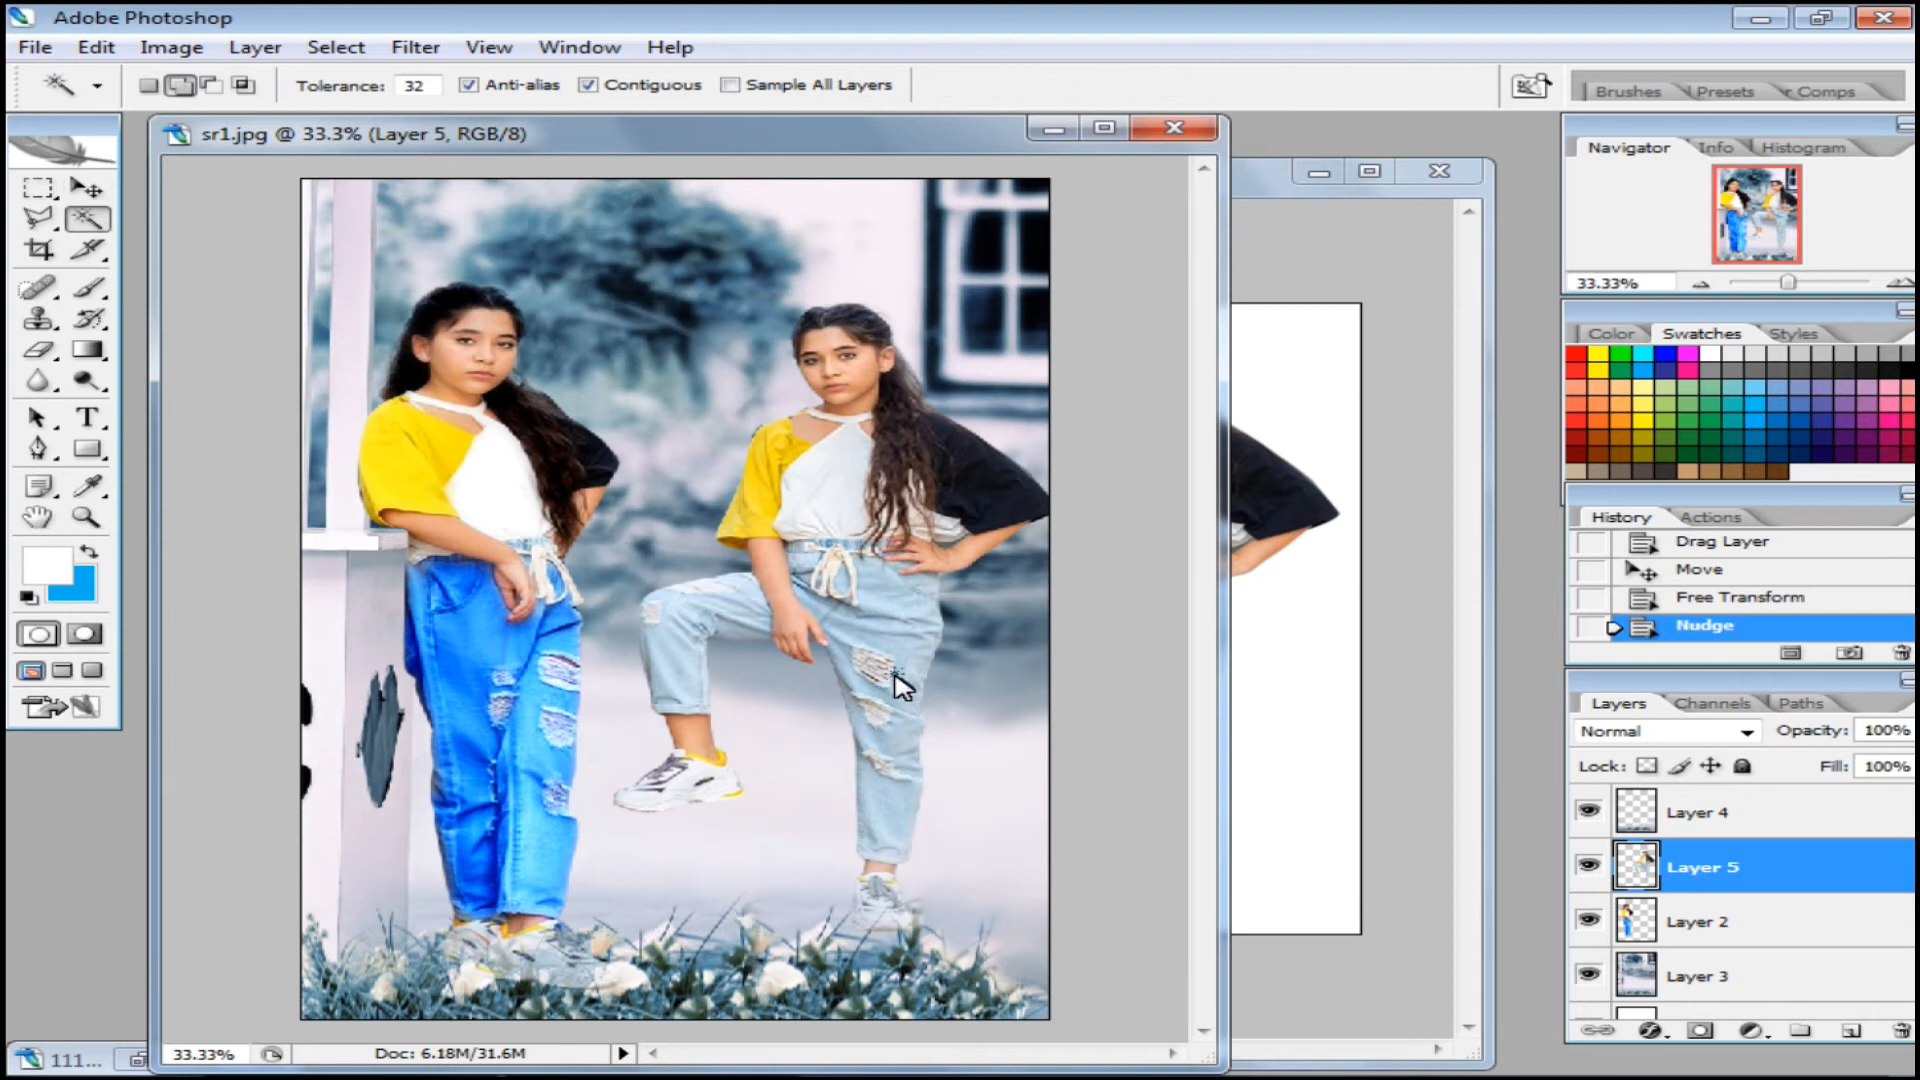 Adobe Photoshop
File Edit Image Layer Select Filter View Window Help
Tolerance: 32 Anti-alias Contiguous Sample All Layers
Brushes Presets r Comps
sr1.jpg @ 33.3% (Layer 5, RGB/8)
Navigator Info Histogram
33.33%
Color Swatches Styles
T
History Actions
Drag Layer
Move
Free Transform
Nudge
Layers Channels Paths
Normal Opacity: 100%
Lock: Fill: 100%
Layer 4
Layer 5
Layer 2
Layer 3
33.33% Doc: 6.18M/31.6M
111...